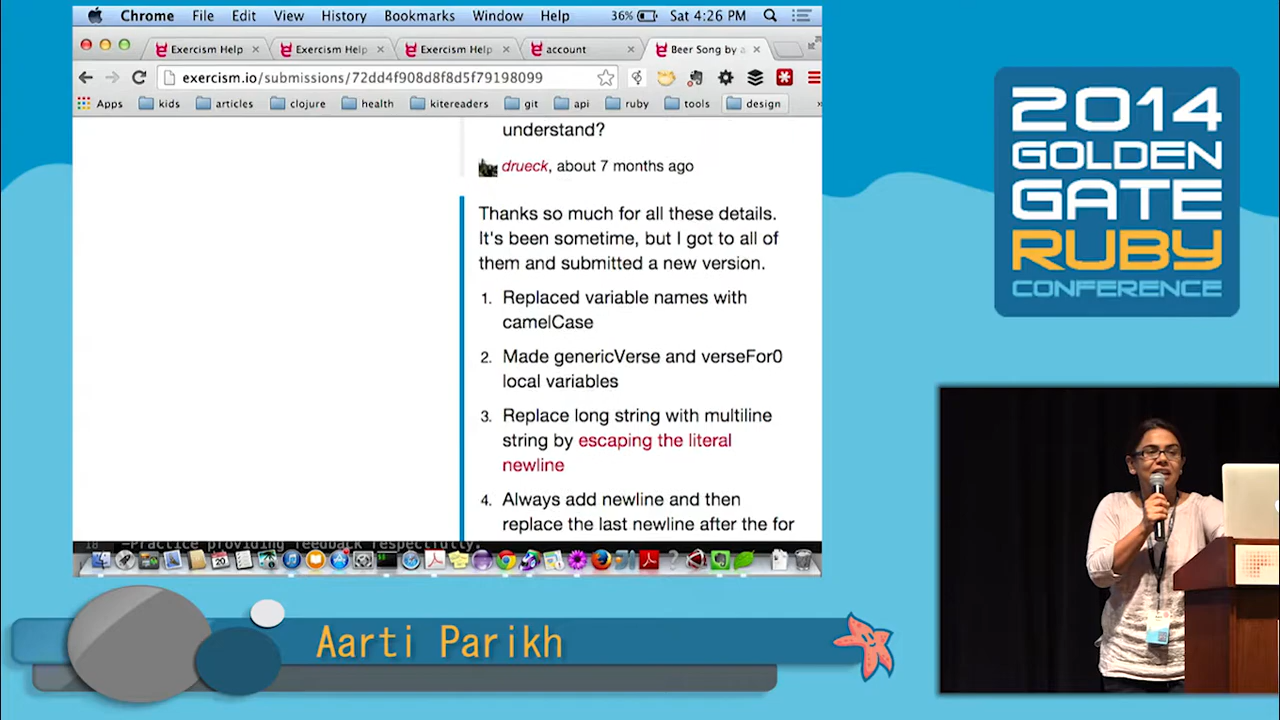 Chrome File Edit View History Bookmarks Window Help 36% Sat 4:26 PM
Exercism Help Exercism Help Exercism Help account Beer Song by a
exercism.io/submissions/72dd4f908d8f8d5f79198099
Apps kids articles clojure health kitereaders git api ruby tools design »
understand?
drueck, about 7 months ago
Thanks so much for all these details.
It's been sometime, but I got to all of
them and submitted a new version.
1. Replaced variable names with
camelCase
2. Made genericVerse and verseFor0
local variables
3. Replace long string with multiline
string by escaping the literal
newline
4. Always add newline and then
replace the last newline after the for
18 -Practice providing feedback respectfully.
2014
GOLDEN
GATE
RUBY
CONFERENCE
Aarti Parikh